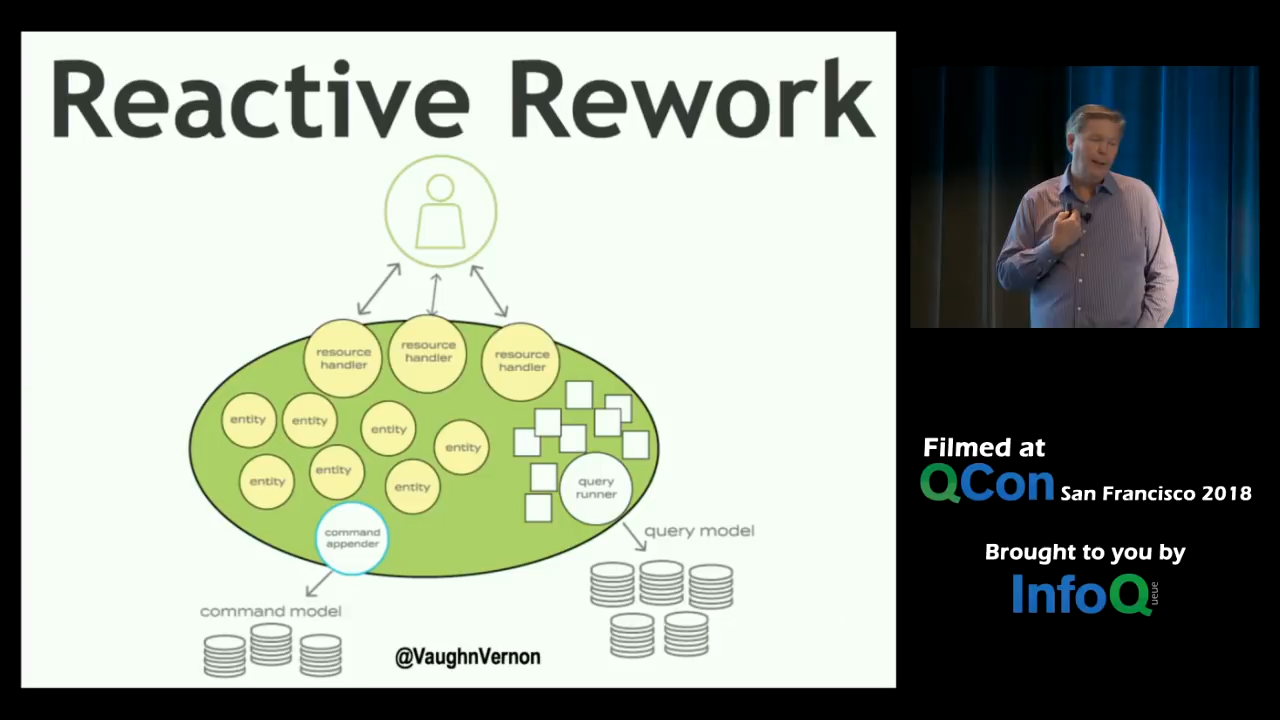 Reactive Rework
resource
handler
resource
handler
resource
handler
entity
entity
entity
entity
entity
entity
entity
query
runner
command
appender
query model
command model
@VaughnVernon
Filmed at
QCon San Francisco 2018
Brought to you by
InfoQueue